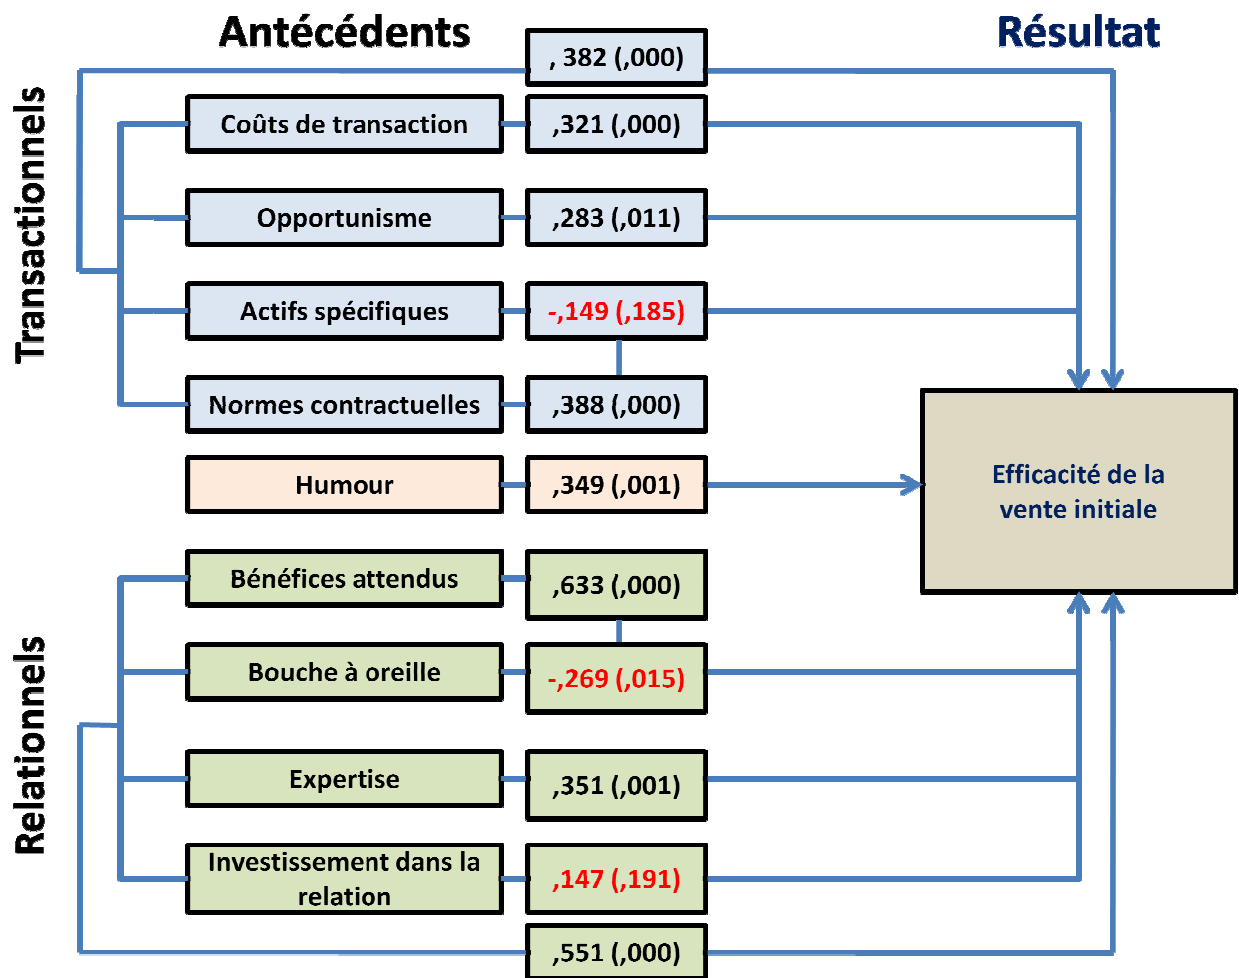 Antécédents
Résultat
Transactionnels
, 382 (,000)
Coûts de transaction
,321 (,000)
Opportunisme
,283 (,011)
Actifs spécifiques
-,149 (,185)
Normes contractuelles
,388 (,000)
Humour
,349 (,001)
Efficacité de la
vente initiale
Relationnels
Bénéfices attendus
,633 (,000)
Bouche à oreille
-,269 (,015)
Expertise
,351 (,001)
Investissement dans la
relation
,147 (,191)
,551 (,000)